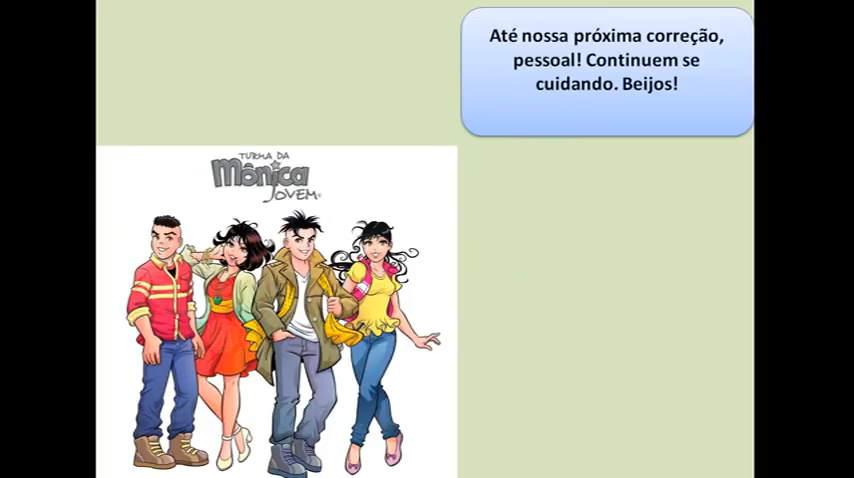 Até nossa próxima correção,
pessoal! Continuem se
cuidando. Beijos!
TURMA DA
Mônica
JOVEM